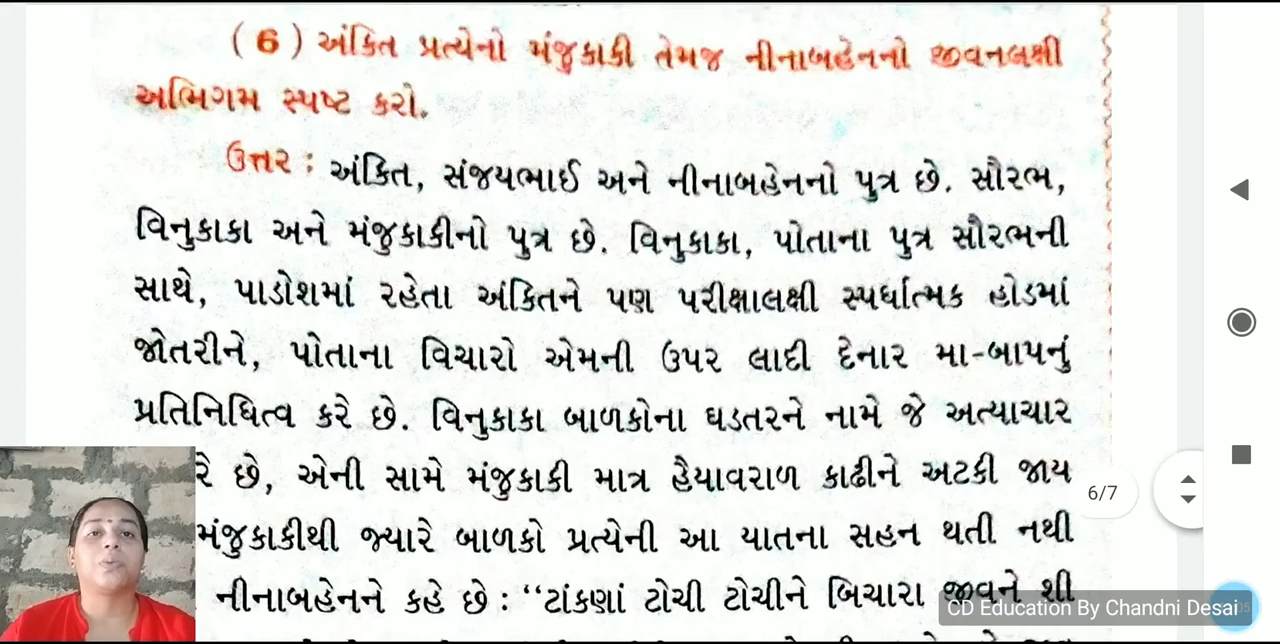 (6) અંકિત પ્રત્યેનો મંજુકાકી તેમજ નીનાબહેનનો જીવનલક્ષી
અભિગમ સ્પષ્ટ કરો.
ઉત્તર : અંકિત, સંજયભાઈ અને નીનાબહેનનો પુત્ર છે. સૌરભ,
વિનુકાકા અને મંજુકાકીનો પુત્ર છે. વિનુકાકા, પોતાના પુત્ર સૌરભની
સાથે, પાડોશમાં રહેતા અંકિતને પણ પરીક્ષાલક્ષી સ્પર્ધાત્મક હોડમાં
જોતરીને, પોતાના વિચારો એમની ઉપર લાદી દેનાર મા-બાપનું
પ્રતિનિધિત્વ કરે છે. વિનુકાકા બાળકોના ઘડતરને નામે જે અત્યાચાર
રે છે, એની સામે મંજુકાકી માત્ર હૈયાવરાળ કાઢીને અટકી જાય
મંજુકાકીથી જ્યારે બાળકો પ્રત્યેની આ યાતના સહન થતી નથી
નીનાબહેનને કહે છે : “ટાંકણાં ટોચી ટોચીને બિચારા જીવને શી
6/7
CD Education By Chandni Desai